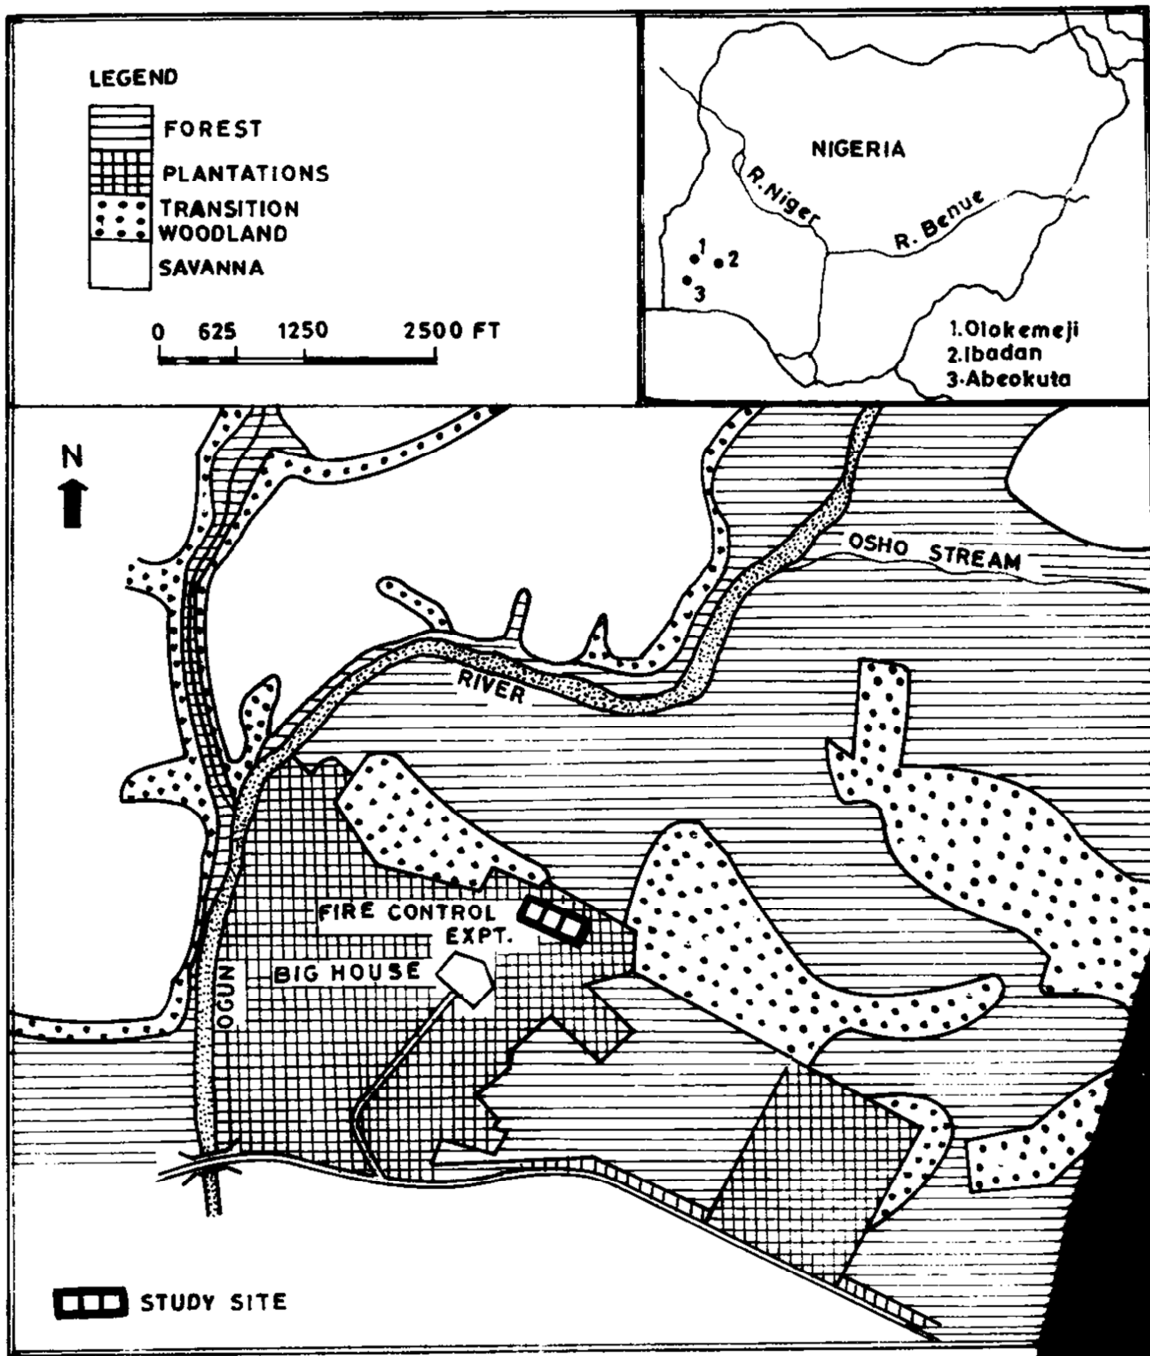 LEGEND
FOREST
PLANTATIONS
TRANSITION
WOODLAND
SAVANNA
0 625 1250 2500 FT
NIGERIA
R. Niger
R. Benue
1
2
3
1.Olokemeji
2.Ibadan
3.Abeokuta
N
OSHO STREAM
RIVER
FIRE CONTROL
EXPT.
BIG HOUSE
OGUN
STUDY SITE